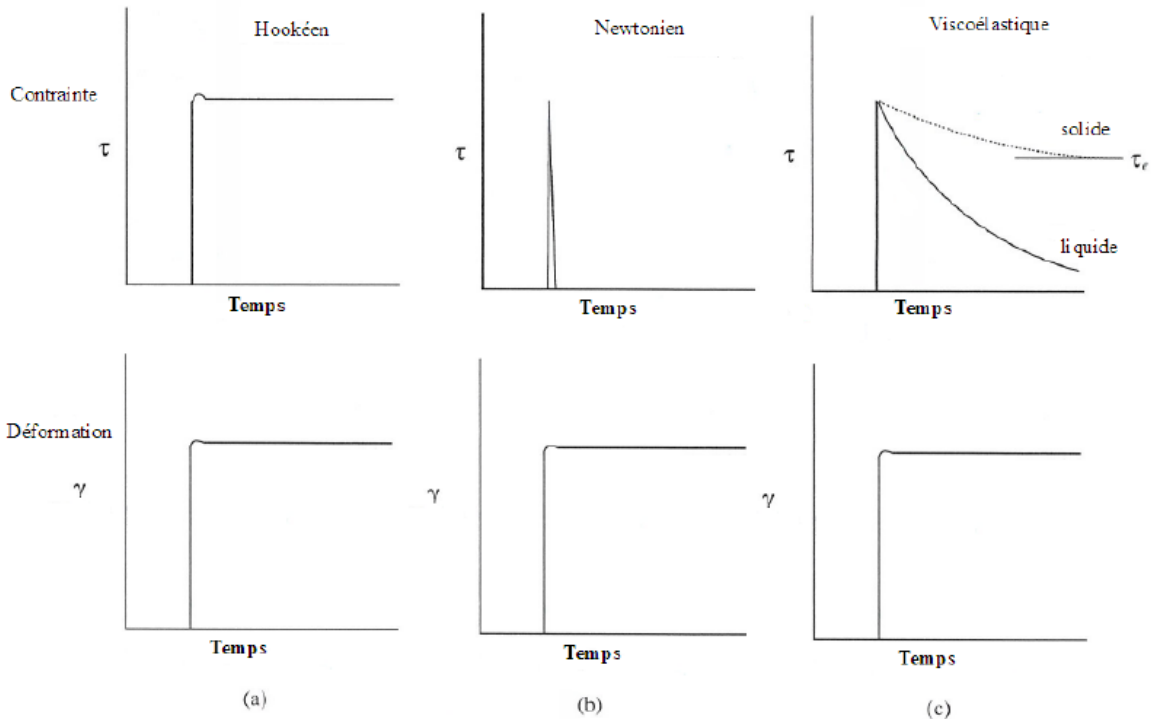 Hookéen
Newtonien
Viscoélastique
Contrainte
τ
τ
τ
solide
τe
liquide
Temps
Temps
Temps
Déformation
γ
γ
γ
Temps
Temps
Temps
(a)
(b)
(c)